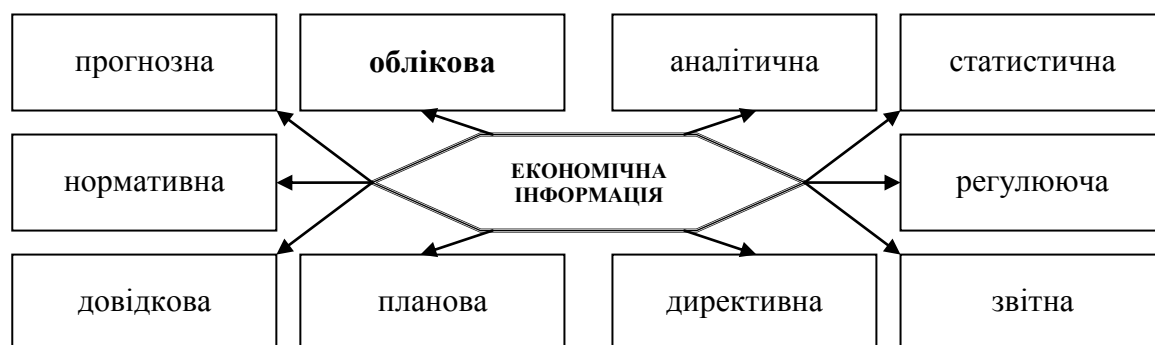 прогнозна
облікова
аналітична
статистична
нормативна
ЕКОНОМІЧНА
ІНФОРМАЦІЯ
регулююча
довідкова
планова
директивна
звітна